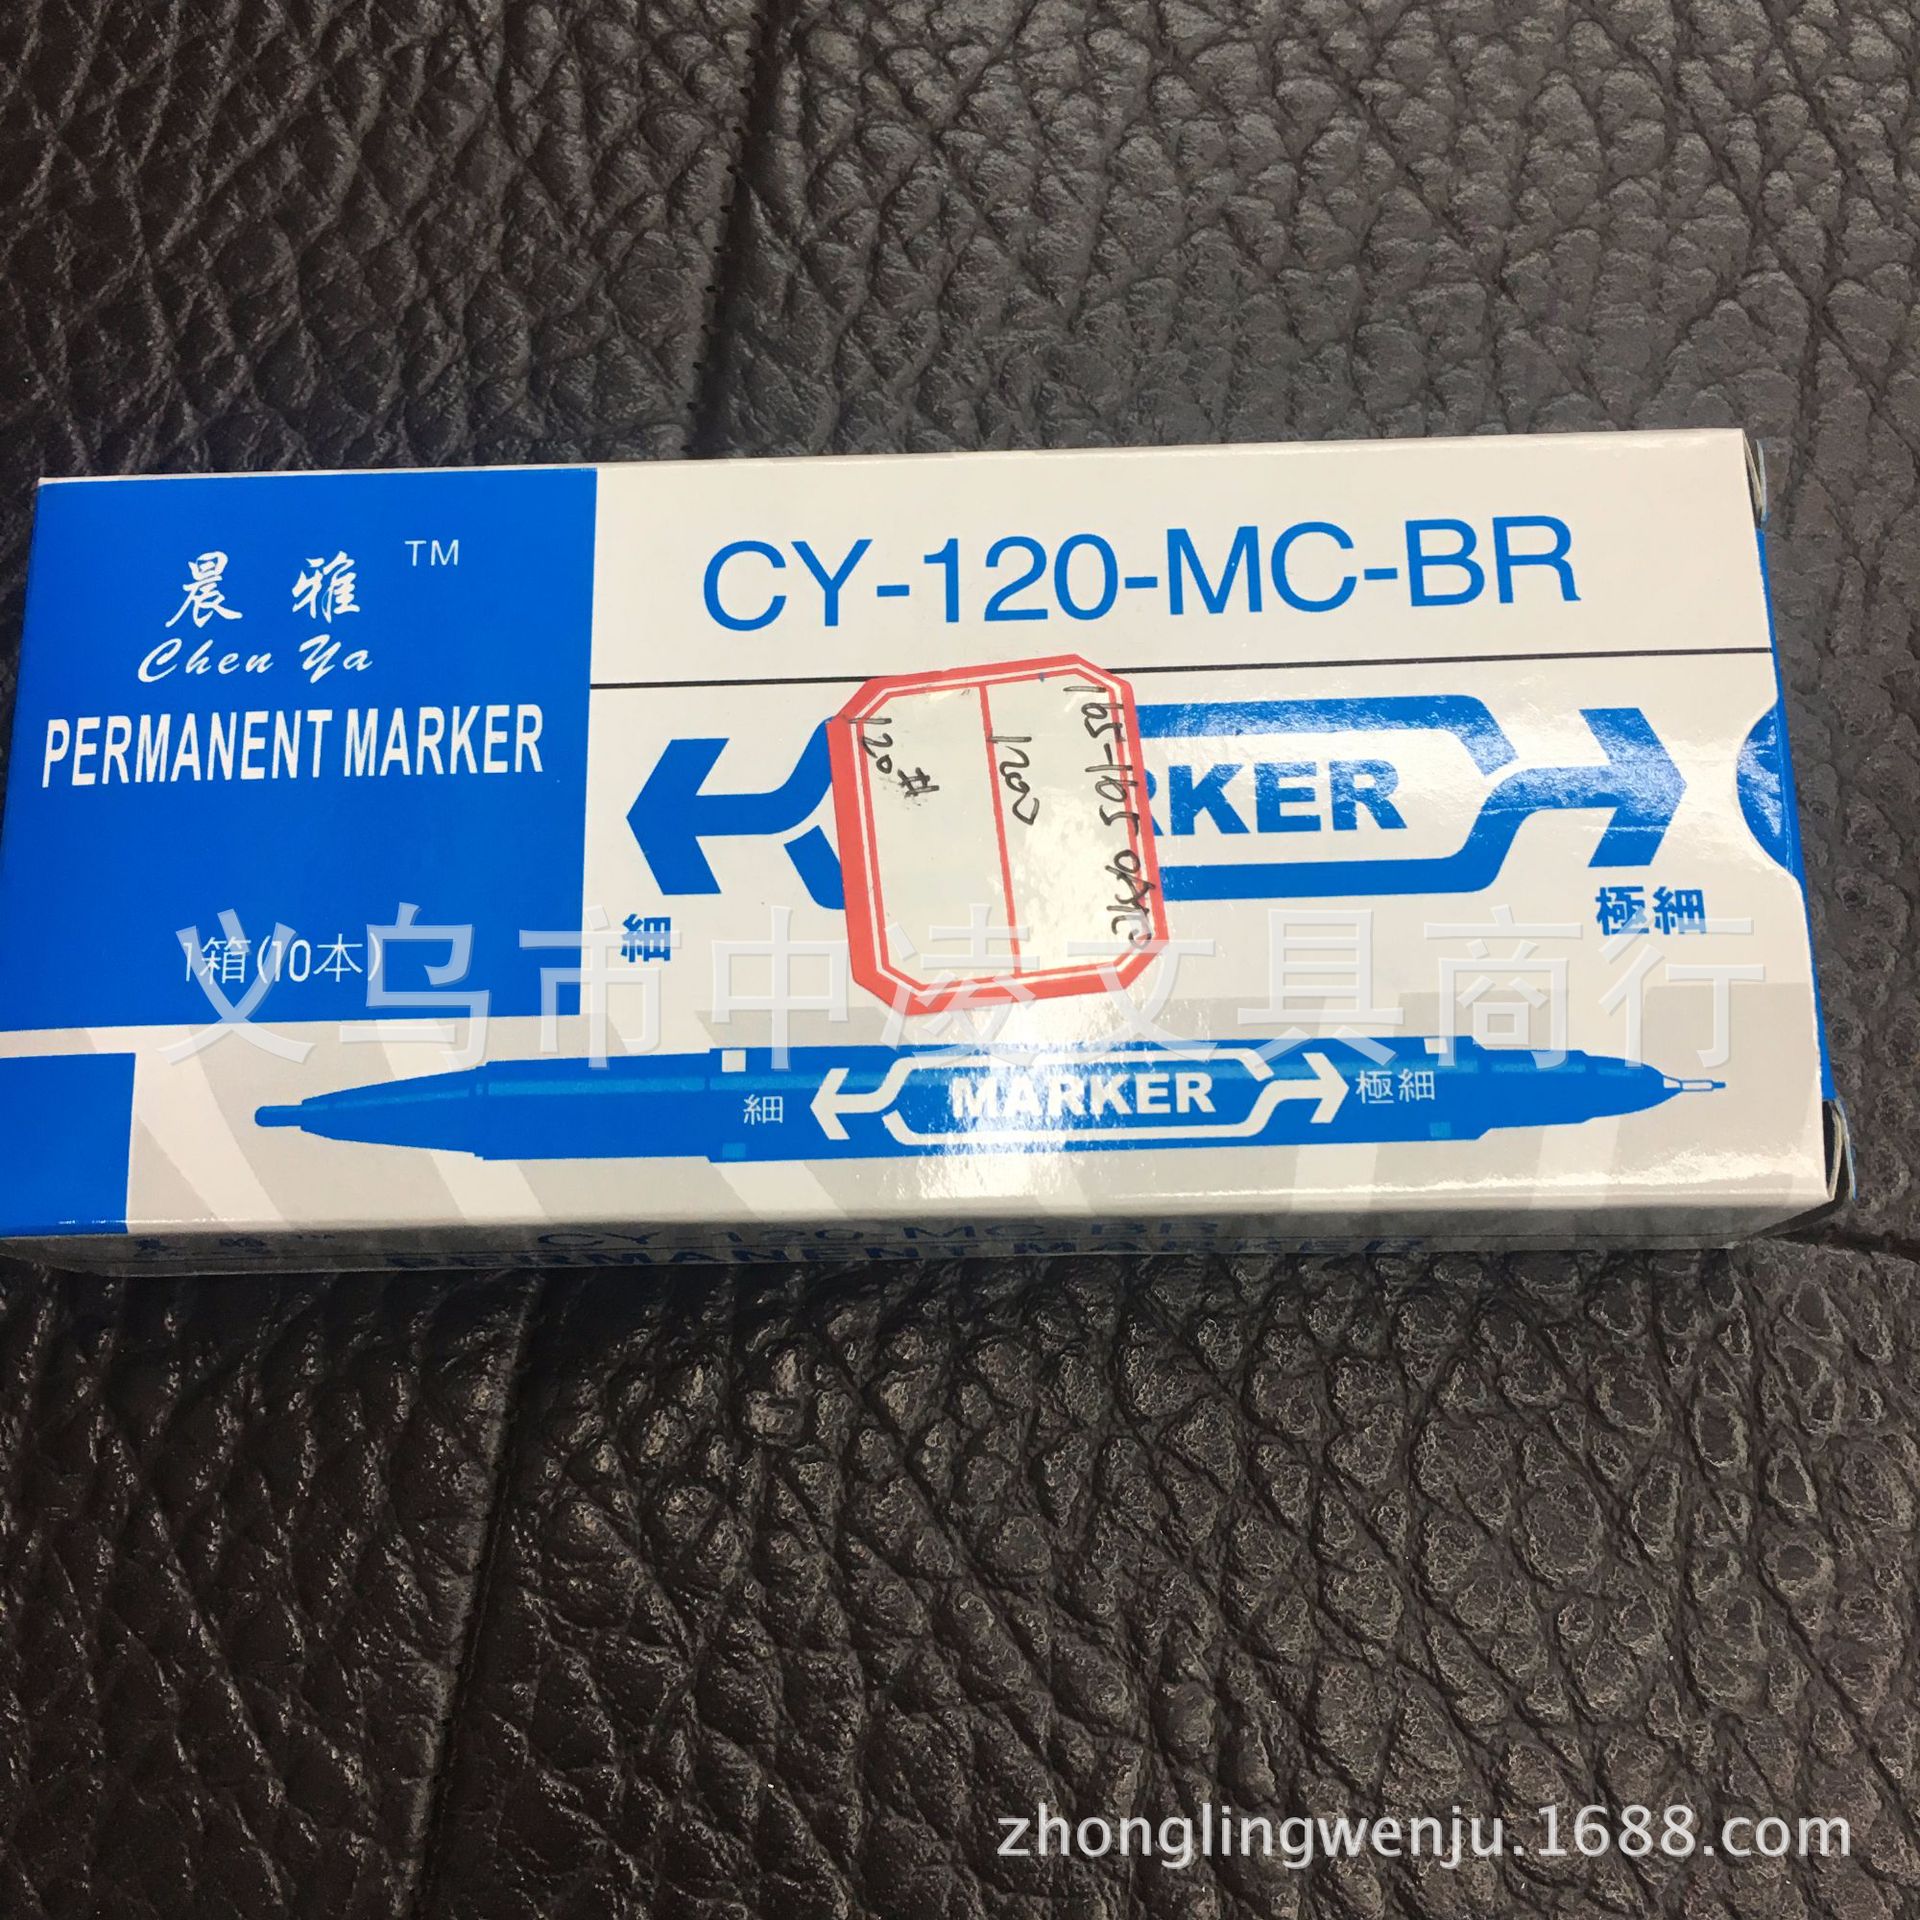 晨雅 TM
Chen Ya
PERMANENT MARKER
1箱(10本)
CY-120-MC-BR
RKER
細
極細
120#
1200
細 MARKER 極細
CY-120-MC-BR
PERMANENT MARKER
义乌市中凌文具商行
zhonglingwenju.1688.com